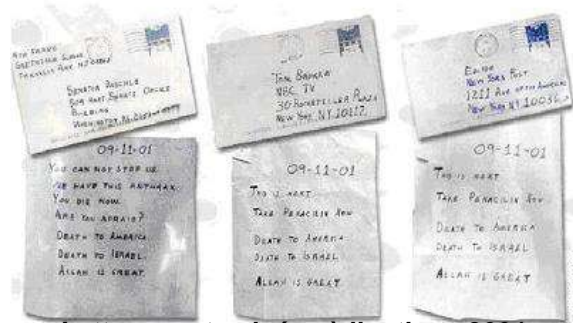 4TH GRADE
GREENDALE SCHOOL
FRANKLIN PARK NJ 08852
SENATOR DASCHLE
509 HART SENATE OFFICE
BUILDING
WASHINGTON
TOM BROKAW
NBC TV
30 ROCKEFELLER PLAZA
NEW YORK NY 10112
EDITOR
NEW YORK POST
1211 AVE OF THE AMERICAS
NEW YORK NY 10036
09-11-01
YOU CAN NOT STOP US.
WE HAVE THIS ANTHRAX.
YOU DIE NOW.
ARE YOU AFRAID?
DEATH TO AMERICA.
DEATH TO ISRAEL.
ALLAH IS GREAT.
09-11-01
THIS IS NEXT
TAKE PENACILIN NOW
DEATH TO AMERICA
DEATH TO ISRAEL
ALLAH IS GREAT
09-11-01
THIS IS NEXT
TAKE PENACILIN NOW
DEATH TO AMERICA
DEATH TO ISRAEL
ALLAH IS GREAT